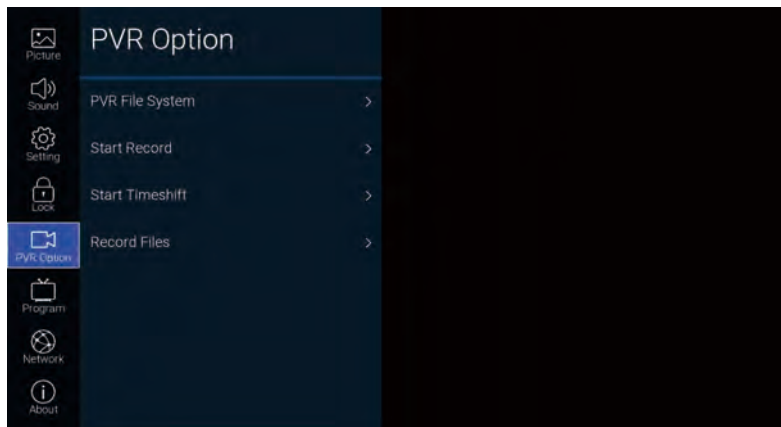 Picture
Sound
Setting
Lock
PVR Option
Program
Network
About
PVR Option
PVR File System
Start Record
Start Timeshift
Record Files